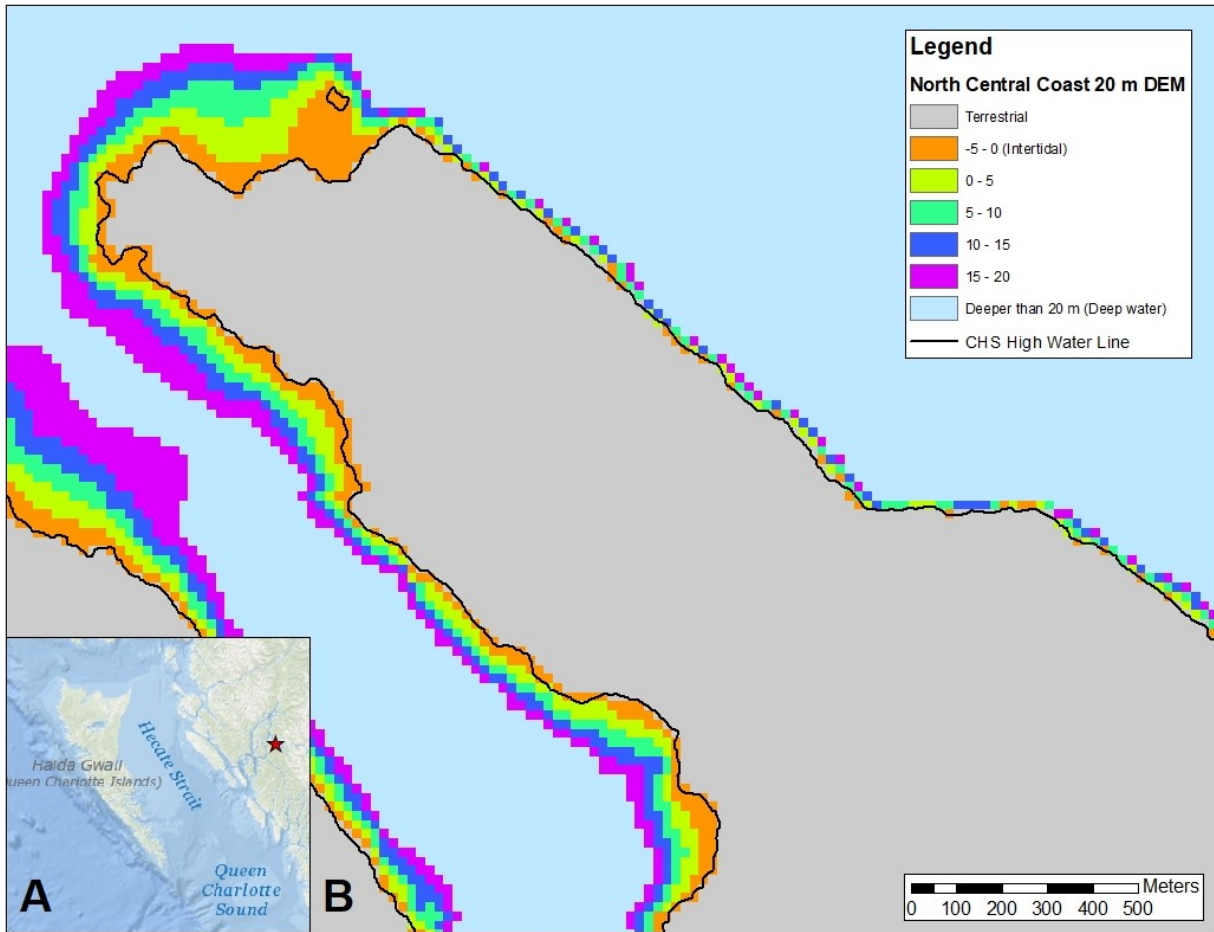 Legend
North Central Coast 20 m DEM
Terrestrial
-5 - 0 (Intertidal)
0 - 5
5 - 10
10 - 15
15 - 20
Deeper than 20 m (Deep water)
CHS High Water Line
Hecate Strait
Haida Gwaii
ueen Charlotte Islands)
Queen
Charlotte
Sound
A
B
Meters
0 100 200 300 400 500